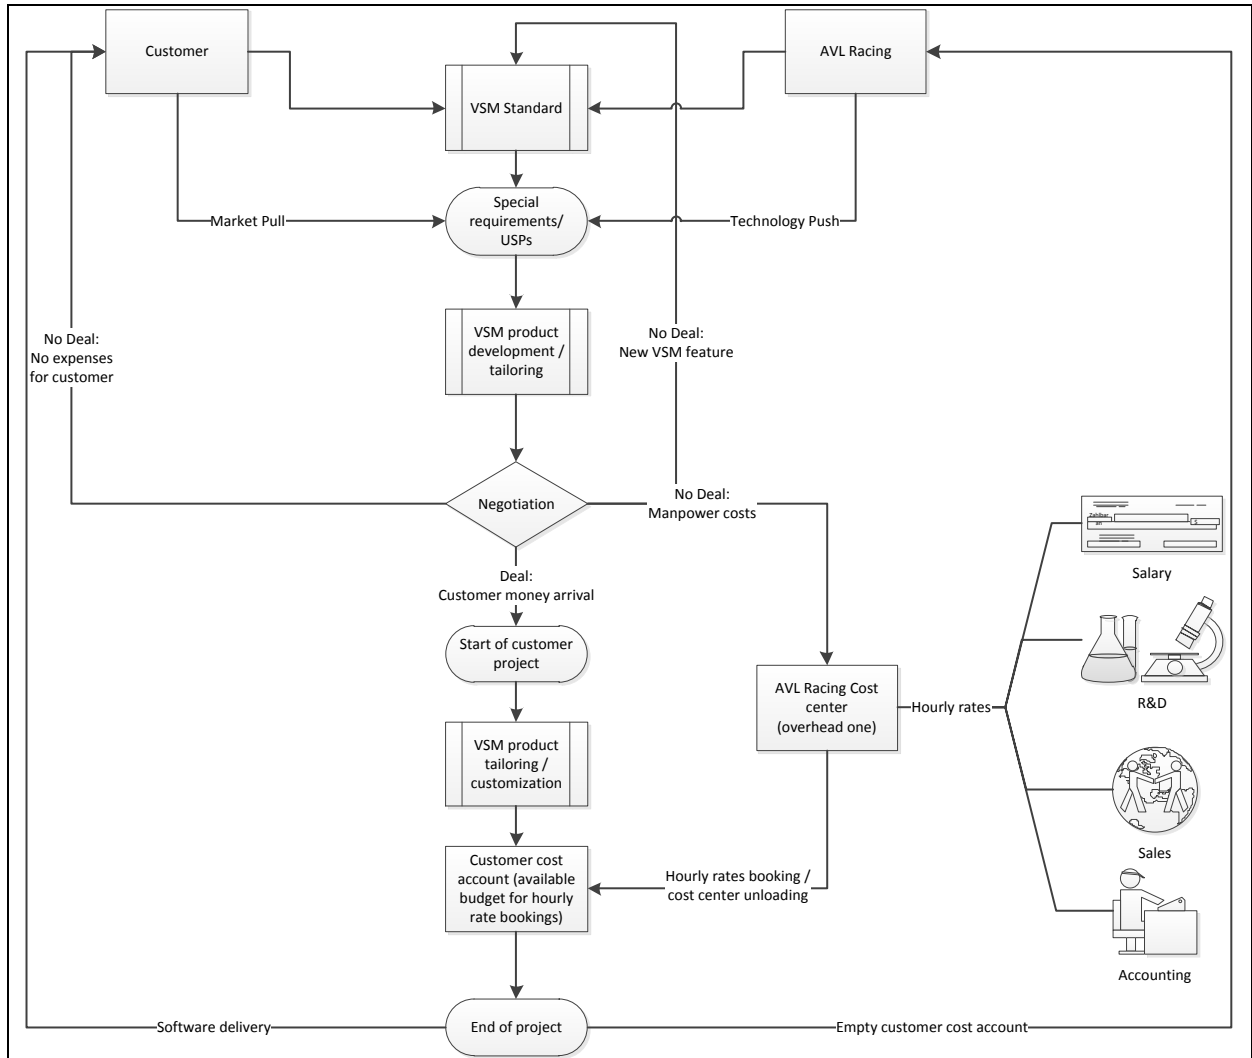 Customer
AVL Racing
VSM Standard
Special
requirements/
USPs
Market Pull
Technology Push
VSM product
development /
tailoring
No Deal:
No expenses
for customer
No Deal:
New VSM feature
Negotiation
No Deal:
Manpower costs
Zahlbar
an
$
Salary
Deal:
Customer money arrival
Start of customer
project
R&D
AVL Racing Cost
center
(overhead one)
Hourly rates
VSM product
tailoring /
customization
Sales
Customer cost
account (available
budget for hourly
rate bookings)
Hourly rates booking /
cost center unloading
Accounting
Software delivery
End of project
Empty customer cost account